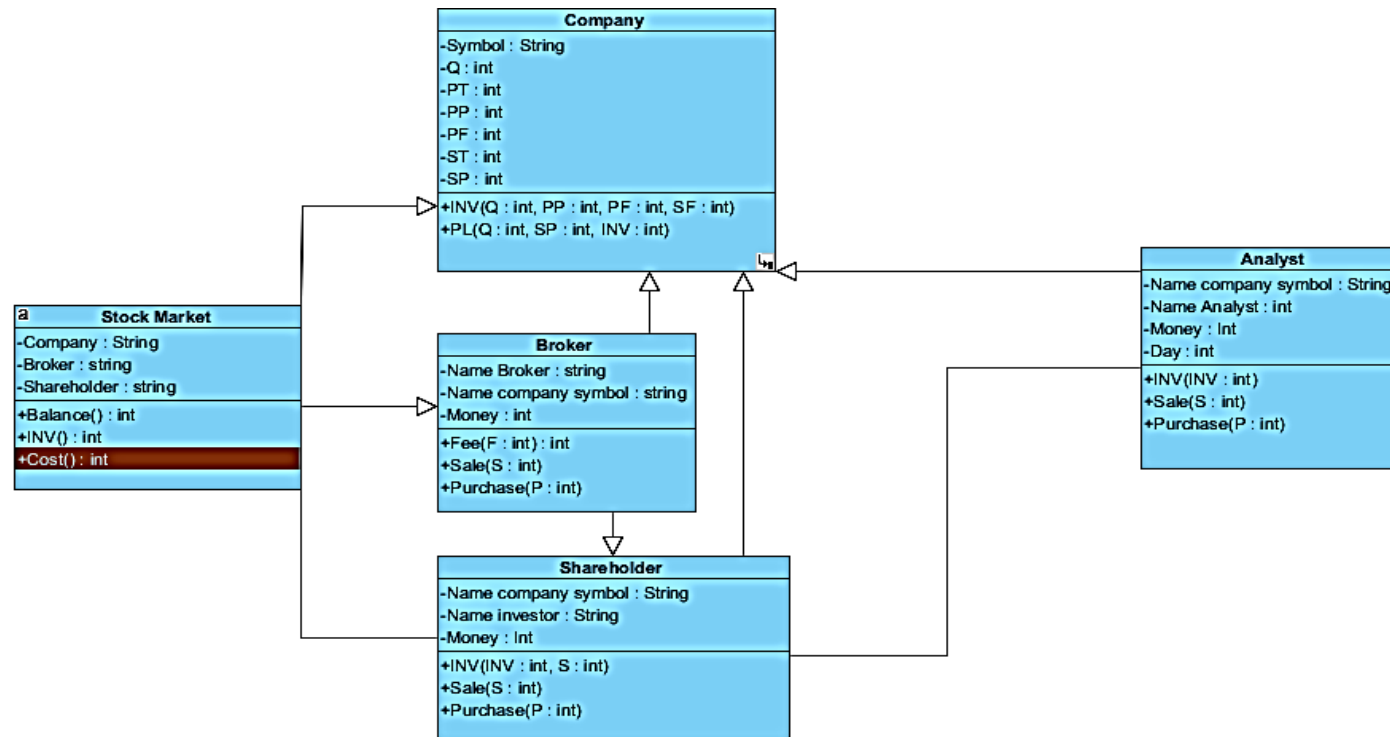 Company
-Symbol : String
-Q : int
-PT : int
-PP : int
-PF : int
-ST : int
-SP : int
+INV(Q : int, PP : int, PF : int, SF : int)
+PL(Q : int, SP : int, INV : int)
a
Stock Market
-Company : String
-Broker : string
-Shareholder : string
+Balance() : int
+INV() : int
+Cost() : int
Broker
-Name Broker : string
-Name company symbol : string
-Money : int
+Fee(F : int) : int
+Sale(S : int)
+Purchase(P : int)
Shareholder
-Name company symbol : String
-Name investor : String
-Money : Int
+INV(INV : int, S : int)
+Sale(S : int)
+Purchase(P : int)
Analyst
-Name company symbol : String
-Name Analyst : int
-Money : Int
-Day : int
+INV(INV : int)
+Sale(S : int)
+Purchase(P : int)